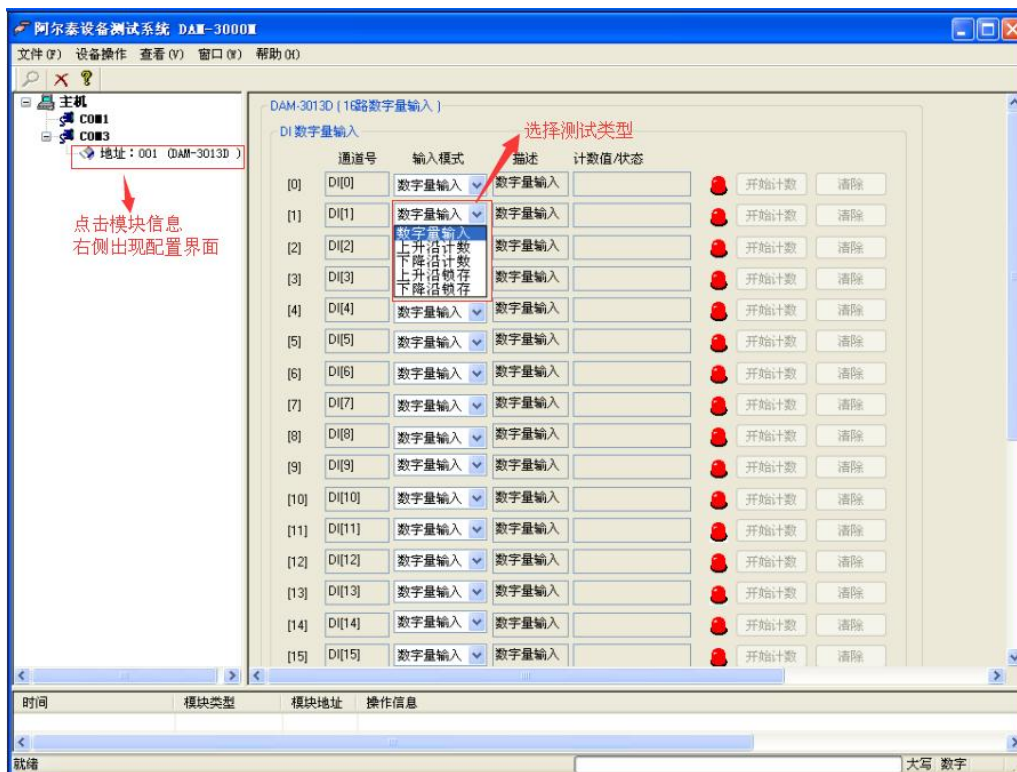 阿尔泰设备测试系统 DAM-3000M
文件(F) 设备操作 查看(V) 窗口(W) 帮助(H)
主机
COM1
COM3
地址：001 (DAM-3013D )
点击模块信息
右侧出现配置界面
DAM-3013D ( 16路数字量输入 )
DI 数字量输入
选择测试类型
通道号 输入模式 描述 计数值/状态
[0] DI[0] 数字量输入 数字量输入 开始计数 清除
[1] DI[1] 数字量输入 数字量输入 开始计数 清除
数字量输入
上升沿计数
下降沿计数
上升沿锁存
下降沿锁存
[2] DI[2] 数字量输入 开始计数 清除
[3] DI[3] 数字量输入 开始计数 清除
[4] DI[4] 数字量输入 数字量输入 开始计数 清除
[5] DI[5] 数字量输入 数字量输入 开始计数 清除
[6] DI[6] 数字量输入 数字量输入 开始计数 清除
[7] DI[7] 数字量输入 数字量输入 开始计数 清除
[8] DI[8] 数字量输入 数字量输入 开始计数 清除
[9] DI[9] 数字量输入 数字量输入 开始计数 清除
[10] DI[10] 数字量输入 数字量输入 开始计数 清除
[11] DI[11] 数字量输入 数字量输入 开始计数 清除
[12] DI[12] 数字量输入 数字量输入 开始计数 清除
[13] DI[13] 数字量输入 数字量输入 开始计数 清除
[14] DI[14] 数字量输入 数字量输入 开始计数 清除
[15] DI[15] 数字量输入 数字量输入 开始计数 清除
时间 模块类型 模块地址 操作信息
就绪 大写 数字